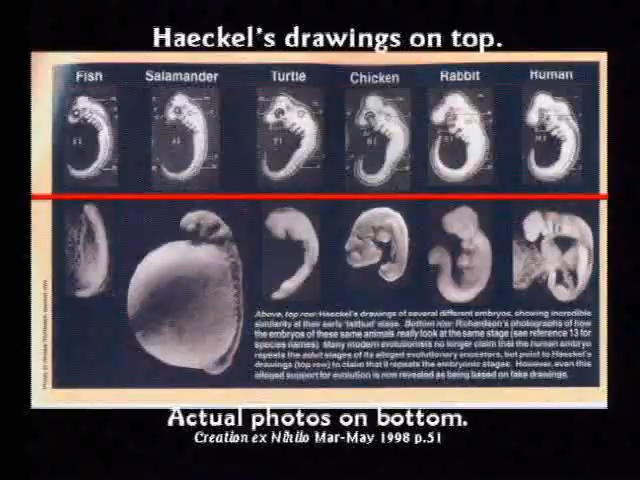 Haeckel's drawings on top.
Fish Salamander Turtle Chicken Rabbit Human
Above, top row: Haeckel's drawings of several different embryos, showing incredible
similarity at their early 'tailbud' stage. Bottom row: Richardson's photographs of how
the embryos of these same animals really look at the same stage (see reference 13 for
species names). Many modern evolutionists no longer claim that the human embryo
repeats the adult stages of its alleged evolutionary ancestors, but point to Haeckel's
drawings (top row) to claim that it repeats the embryonic stages. However, even this
alleged support for evolution is now revealed as being based on fake drawings.
Actual photos on bottom.
Creation ex Nihilo Mar-May 1998 p.51